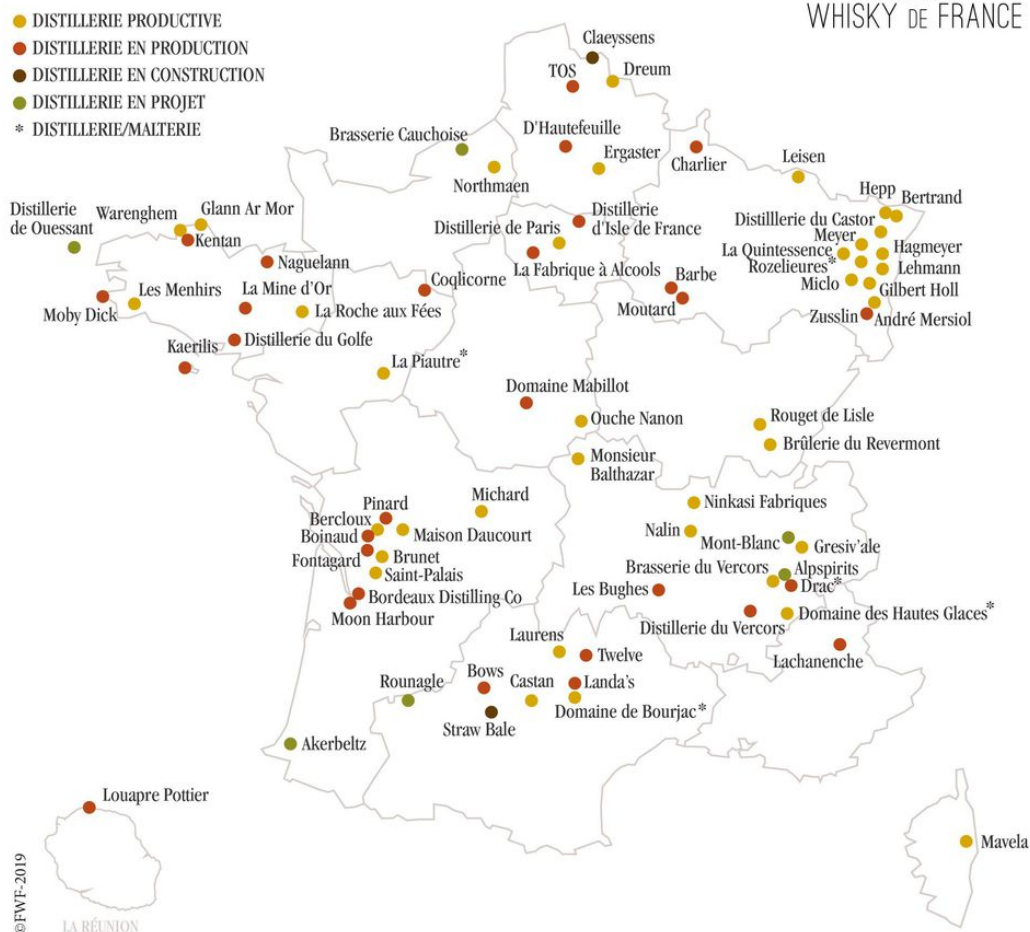 WHISKY DE FRANCE
DISTILLERIE PRODUCTIVE
DISTILLERIE EN PRODUCTION
DISTILLERIE EN CONSTRUCTION
DISTILLERIE EN PROJET
* DISTILLERIE/MALTERIE
Claeyssens
TOS
Dreum
Brasserie Cauchoise
D'Hautefeuille
Ergaster
Charlier
Leisen
Northmaen
Hepp
Bertrand
Distillerie
de Ouessant
Warenghem
Glann Ar Mor
Kentan
Distillerie de Paris
Distillerie
d'Isle de France
Distilllerie du Castor
Meyer
La Quintessence
Hagmeyer
Rozelieures*
Lehmann
Naguelann
La Fabrique à Alcools
Coqlicorne
Barbe
Miclo
Gilbert Holl
Les Menhirs
La Mine d'Or
Moby Dick
La Roche aux Fées
Moutard
Zusslin
André Mersiol
Kaerilis
Distillerie du Golfe
La Piautre*
Domaine Mabillot
Ouche Nanon
Rouget de Lisle
Brûlerie du Revermont
Monsieur
Balthazar
Michard
Ninkasi Fabriques
Pinard
Bercloux
Boinaud
Maison Daucourt
Nalin
Mont-Blanc
Gresiv'ale
Fontagard
Brunet
Saint-Palais
Brasserie du Vercors
Alpspirits
Drac*
Les Bughes
Bordeaux Distilling Co
Moon Harbour
Domaine des Hautes Glaces*
Distillerie du Vercors
Laurens
Twelve
Lachanenche
Rounagle
Bows
Castan
Landa's
Domaine de Bourjac*
Straw Bale
Akerbeltz
Louapre Pottier
Mavela
©FWF-2019
LA RÉUNION